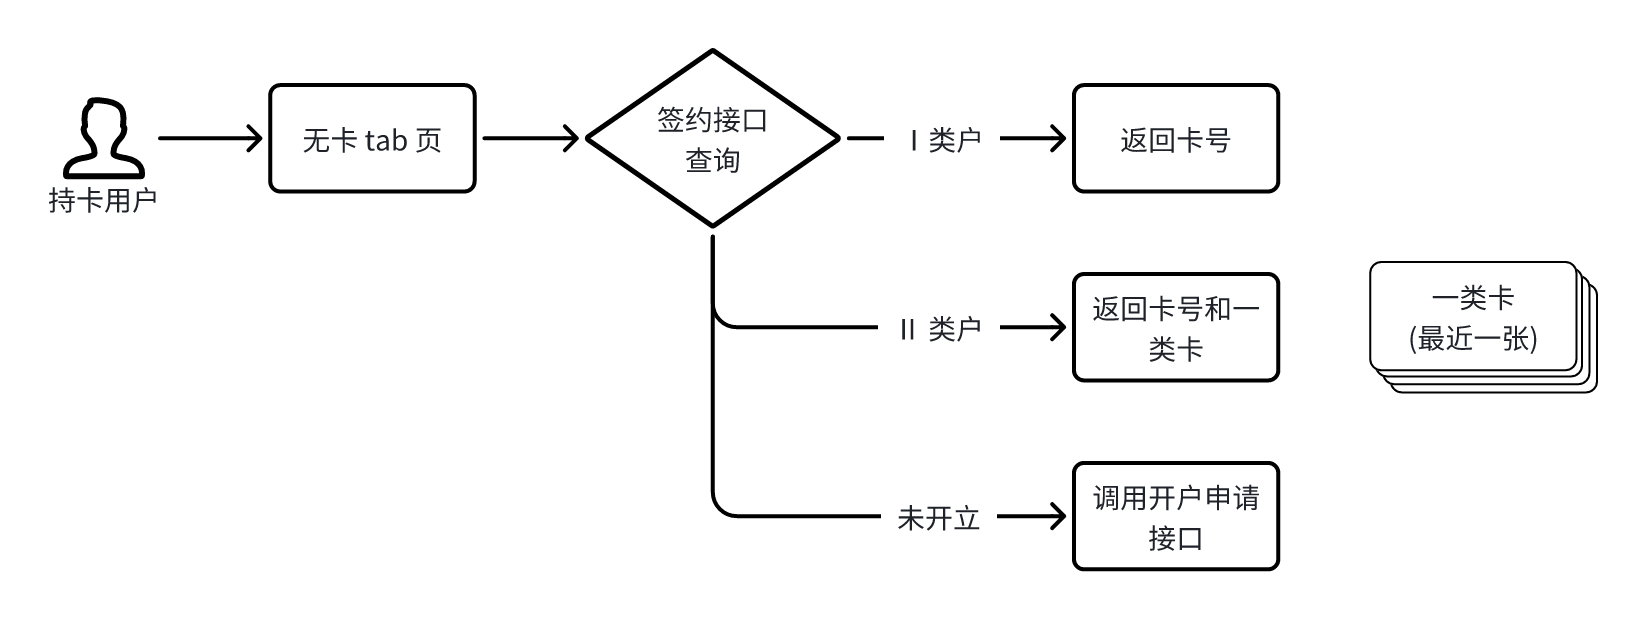 持卡用户
无卡 tab 页
签约接口
查询
I 类户
返回卡号
II 类户
返回卡号和一
类卡
一类卡
(最近一张)
未开立
调用开户申请
接口